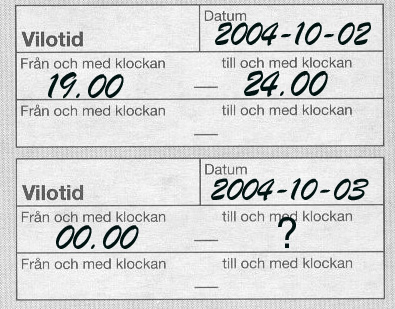 Datum
Vilotid 2004-10-02
Från och med klockan till och med klockan
19.00 — 24.00
Från och med klockan till och med klockan
—
Datum
Vilotid 2004-10-03
Från och med klockan till och med klockan
00.00 — ?
Från och med klockan till och med klockan
—